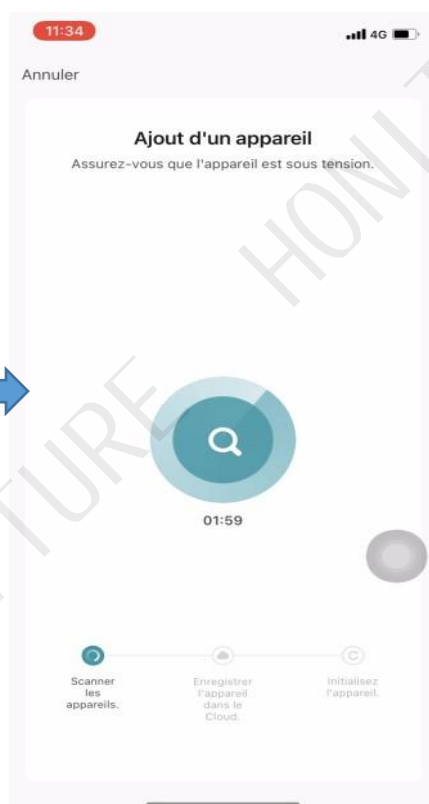 11:34
4G
Annuler
Ajout d'un appareil
Assurez-vous que l'appareil est sous tension.
01:59
Scanner
les
appareils.
Enregistrer
l'appareil
dans le
Cloud.
Initialisez
l'appareil.